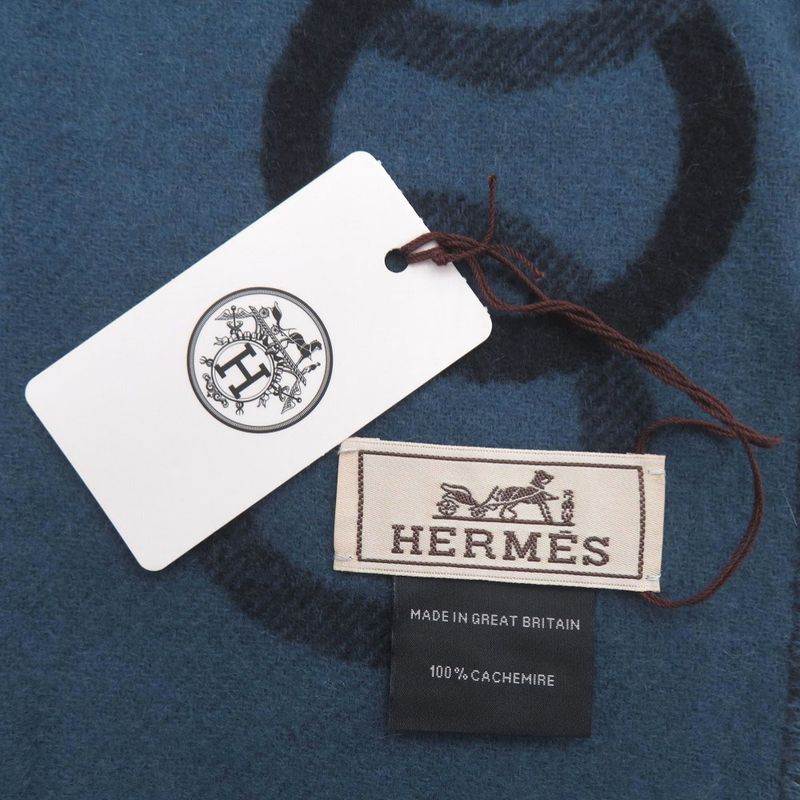 H
HERMÈS
MADE IN GREAT BRITAIN
100% CACHEMIRE